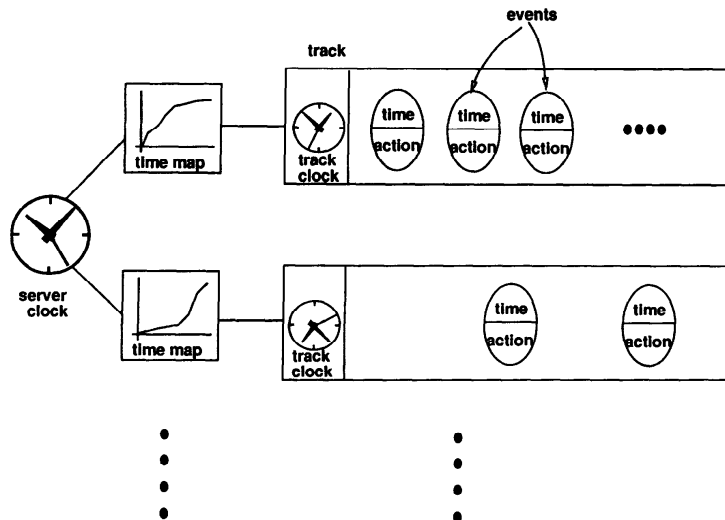 events
track
time
action
time
action
time
action
time map
track
clock
server
clock
time
action
time
action
time map
track
clock